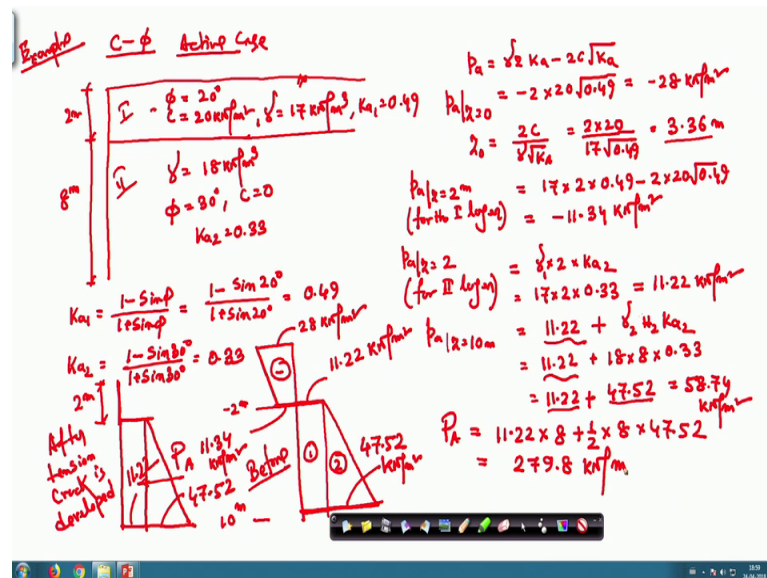 Example C-φ Active Case
2m
I - φ = 20°
c = 20 kN/m², γ = 17 kN/m³, Ka₁ = 0.49
8m
II γ = 18 kN/m³
φ = 30°, C = 0
Ka₂ = 0.33
Ka₁ = (1 - Sinφ)/(1 + Sinφ) = (1 - Sin 20°)/(1 + Sin 20°) = 0.49
Ka₂ = (1 - Sin 30°)/(1 + Sin 30°) = 0.33
2m
After
tension
Crack is
developed
11.22
PA
47.52
28 kN/m²
-
11.22 kN/m²
-2m
11.34
kN/m²
Before
1
2
47.52
kN/m²
10m -
pa = γz Ka - 2c√Ka
pa|z=0 = -2 × 20√0.49 = -28 kN/m²
z₀ = 2c/(γ√KA) = (2×20)/(17√0.49) = 3.36 m
pa|z=2m = 17 × 2 × 0.49 - 2 × 20√0.49
(for the I layer) = -11.34 kN/m²
pa|z=2 = γ₁ × 2 × Ka₂
(for II layer) = 17 × 2 × 0.33 = 11.22 kN/m²
pa|z=10m = 11.22 + γ₂ H₂ Ka₂
= 11.22 + 18 × 8 × 0.33
= 11.22 + 47.52 = 58.74
kN/m²
PA = 11.22 × 8 + ½ × 8 × 47.52
= 279.8 kN/m
18:59